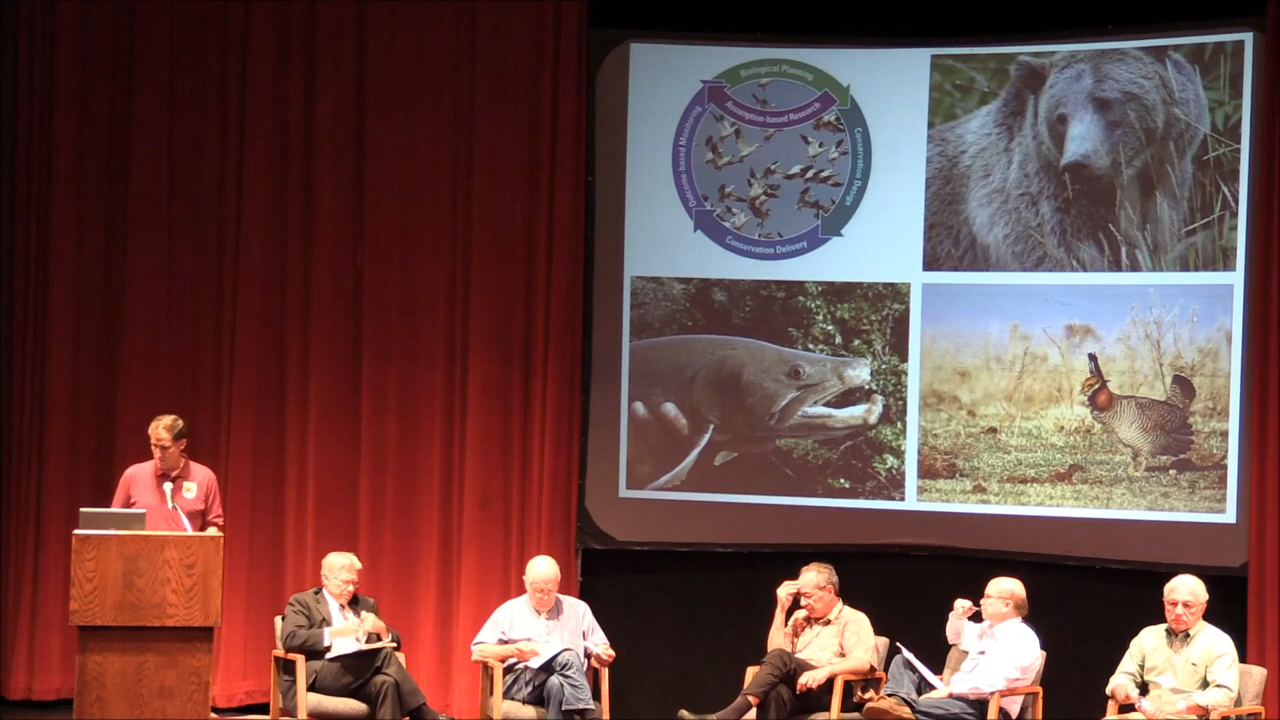 Biological Planning
Assumption-based Research
Outcome-based Monitoring
Conservation Design
Conservation Delivery